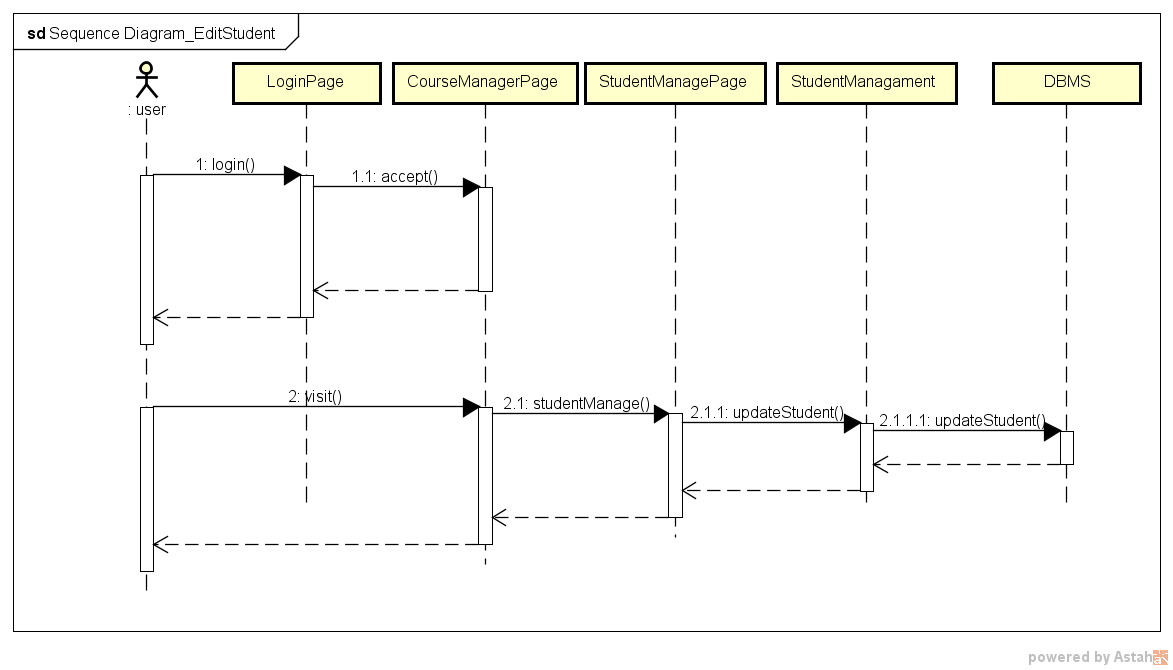 sd Sequence Diagram_EditStudent
: user
LoginPage
CourseManagerPage
StudentManagePage
StudentManagament
DBMS
1: login()
1.1: accept()
2: visit()
2.1: studentManage()
2.1.1: updateStudent()
2.1.1.1: updateStudent()
powered by Astah